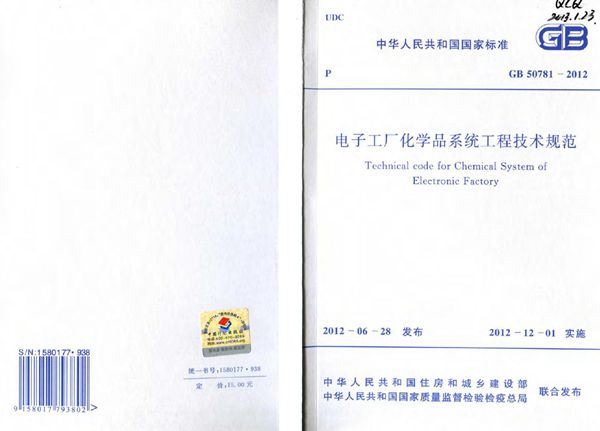 S/N:1580177·938
9 158017 793802 >
统一书号: 1580177·938
定 价: 15.00 元
2013.1.23
UDC
中华人民共和国国家标准
GB
P
GB 50781-2012
电子工厂化学品系统工程技术规范
Technical code for Chemical System of
Electronic Factory
2012-06-28 发布
2012-12-01 实施
中华人民共和国住房和城乡建设部
中华人民共和国国家质量监督检验检疫总局
联合发布